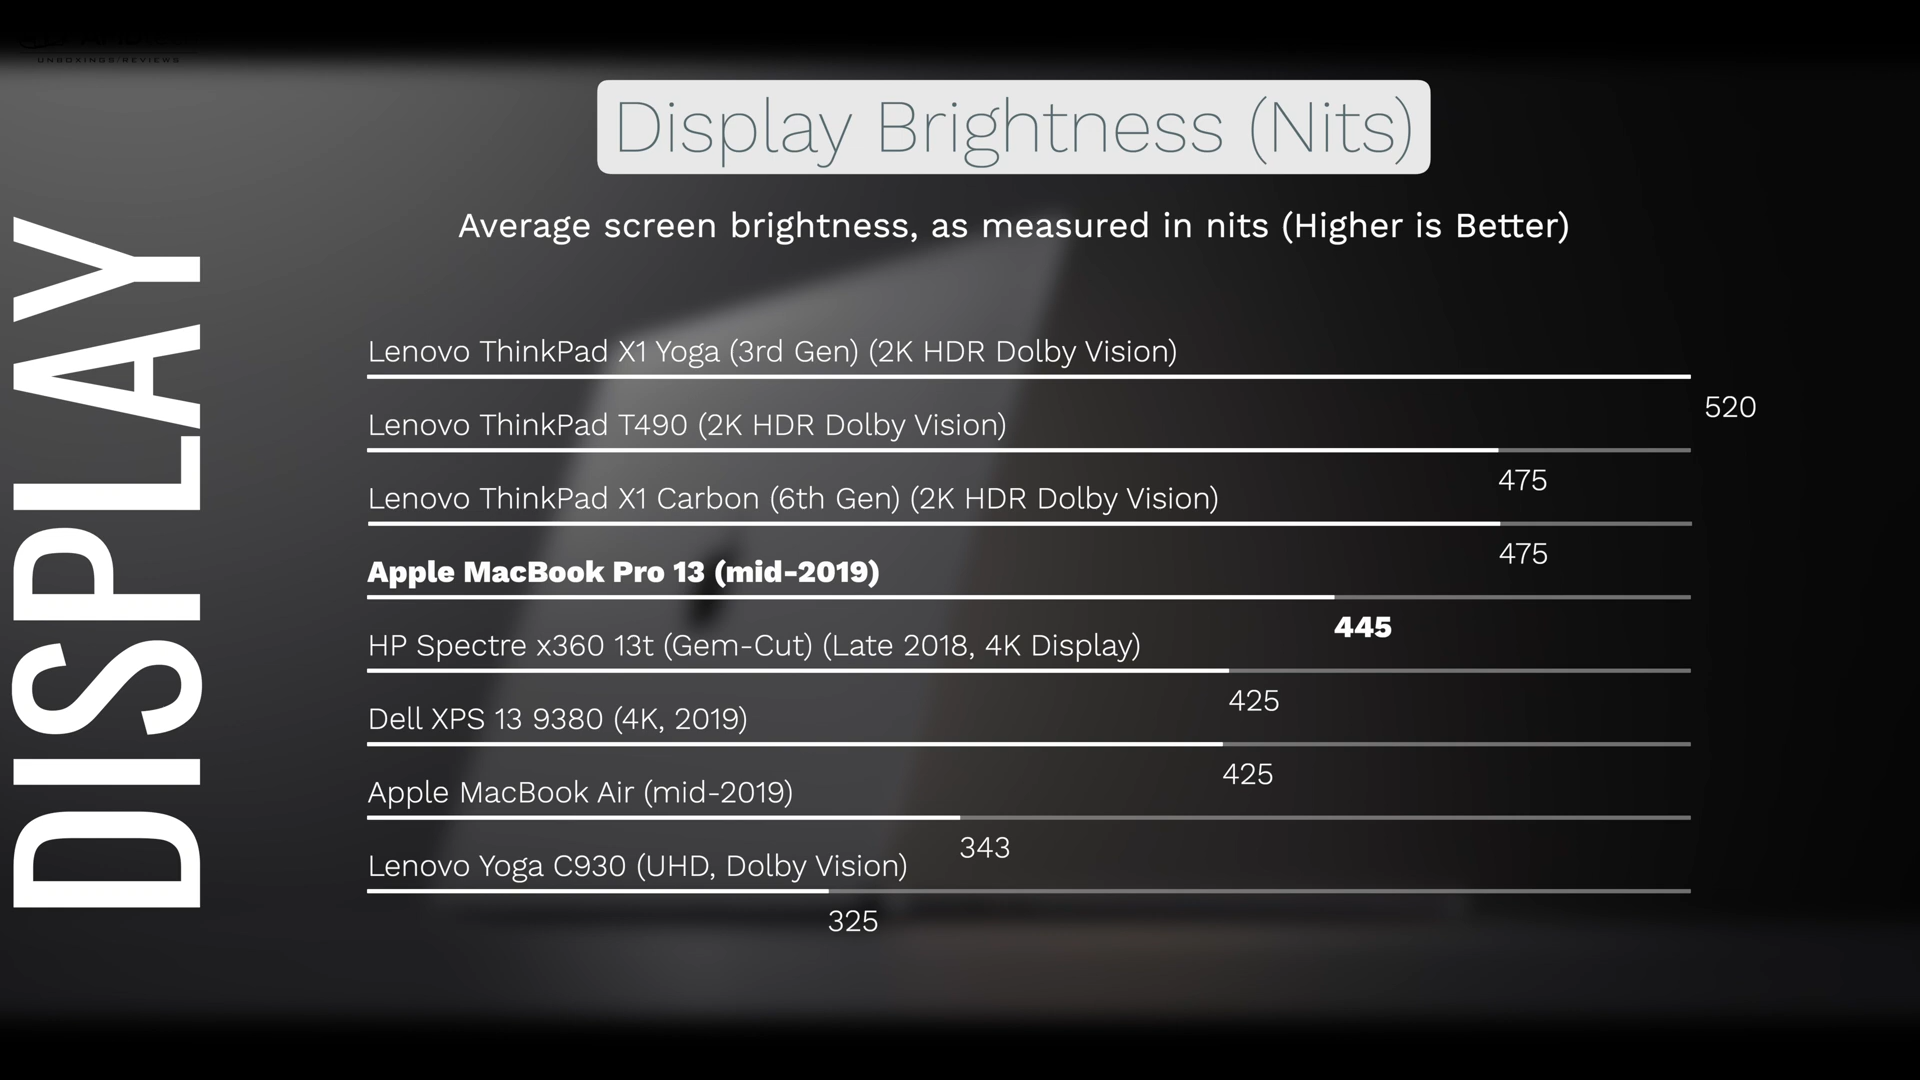 UNBOXINGS/REVIEWS
DISPLAY
Display Brightness (Nits)
Average screen brightness, as measured in nits (Higher is Better)
Lenovo ThinkPad X1 Yoga (3rd Gen) (2K HDR Dolby Vision)
520
Lenovo ThinkPad T490 (2K HDR Dolby Vision)
475
Lenovo ThinkPad X1 Carbon (6th Gen) (2K HDR Dolby Vision)
475
Apple MacBook Pro 13 (mid-2019)
445
HP Spectre x360 13t (Gem-Cut) (Late 2018, 4K Display)
425
Dell XPS 13 9380 (4K, 2019)
425
Apple MacBook Air (mid-2019)
343
Lenovo Yoga C930 (UHD, Dolby Vision)
325